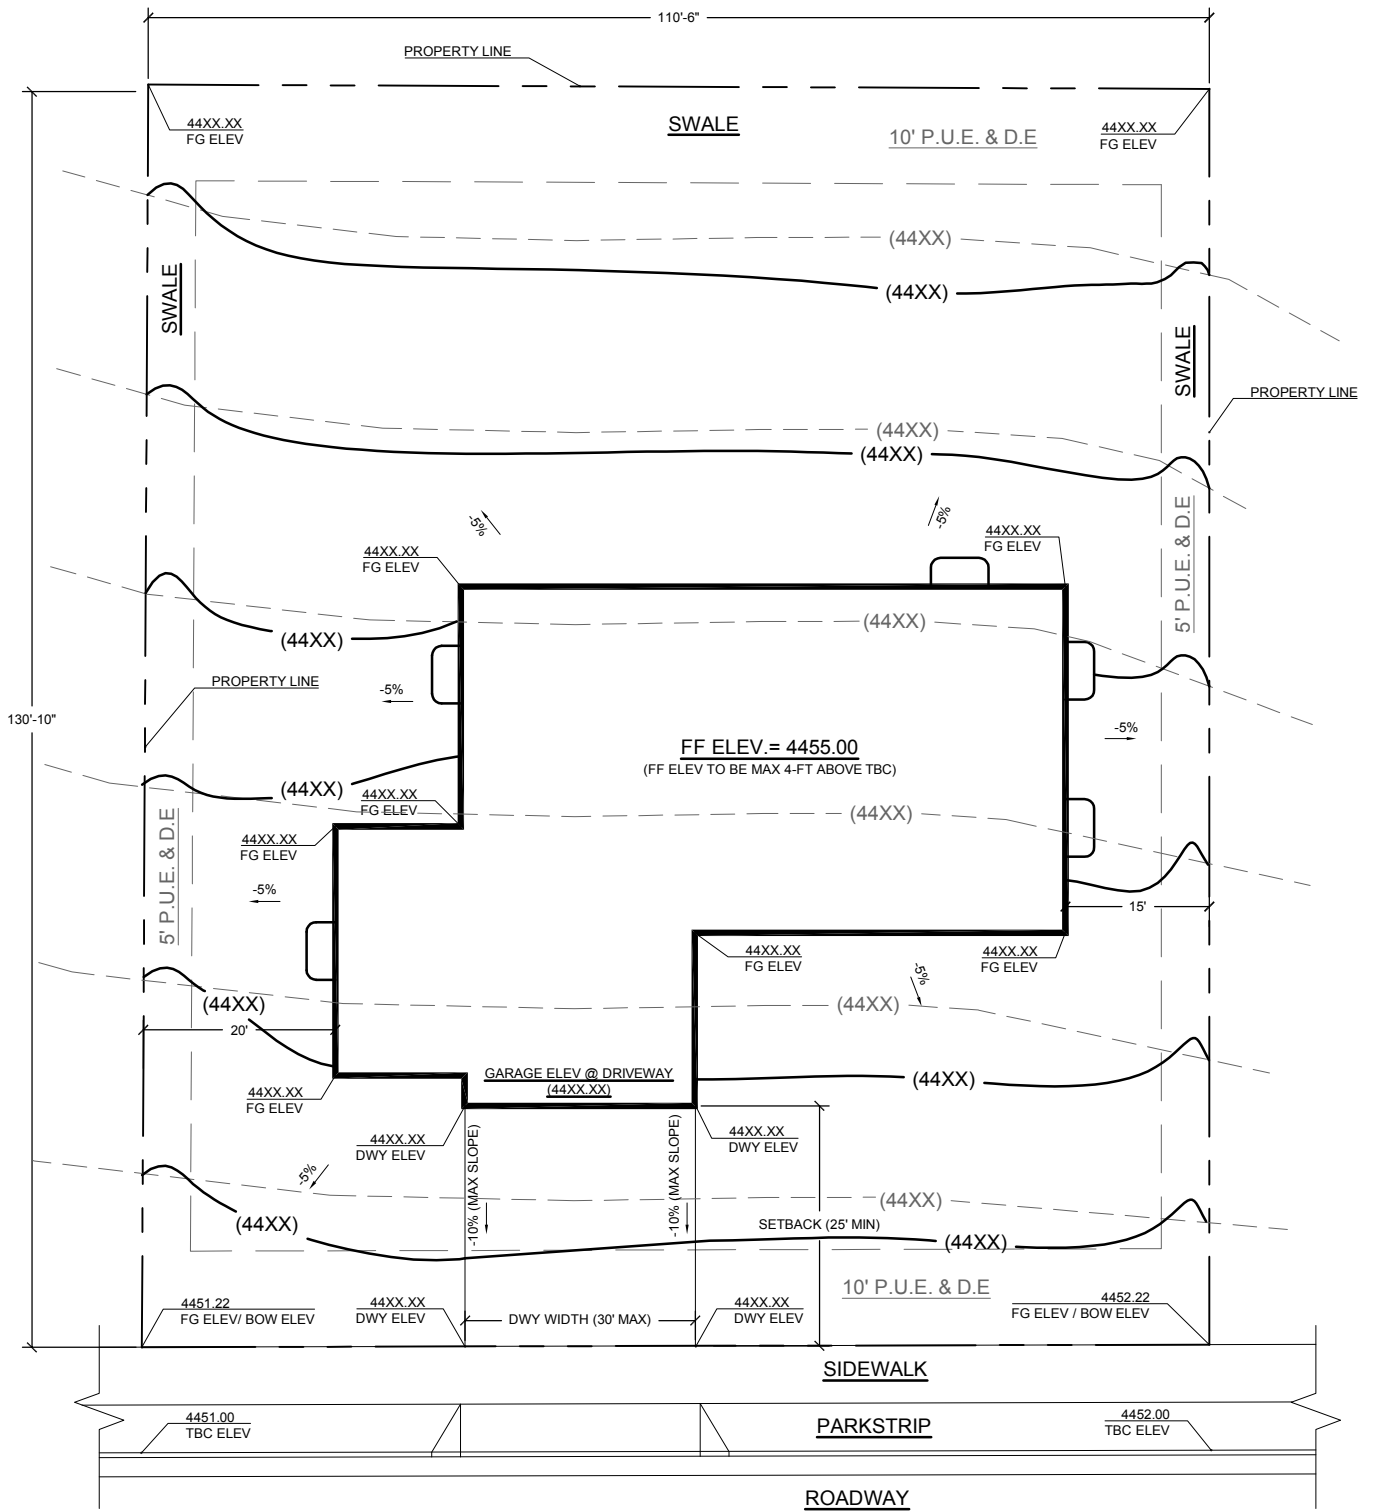 110'-6"
PROPERTY LINE
44XX.XX
FG ELEV
SWALE
10' P.U.E. & D.E
44XX.XX
FG ELEV
(44XX)
SWALE
(44XX)
SWALE
PROPERTY LINE
(44XX)
(44XX)
5' P.U.E. & D.E
-5%
-5%
44XX.XX
FG ELEV
44XX.XX
FG ELEV
(44XX)
(44XX)
PROPERTY LINE
-5%
130'-10"
-5%
FF ELEV.= 4455.00
(FF ELEV TO BE MAX 4-FT ABOVE TBC)
(44XX)
44XX.XX
FG ELEV
(44XX)
44XX.XX
FG ELEV
5' P.U.E. & D.E
-5%
15'
44XX.XX
FG ELEV
44XX.XX
FG ELEV
-5%
(44XX)
(44XX)
20'
GARAGE ELEV @ DRIVEWAY
(44XX.XX)
(44XX)
44XX.XX
FG ELEV
44XX.XX
DWY ELEV
44XX.XX
DWY ELEV
-10% (MAX SLOPE)
-10% (MAX SLOPE)
-5%
(44XX)
(44XX)
SETBACK (25' MIN)
(44XX)
10' P.U.E. & D.E
4451.22
FG ELEV/ BOW ELEV
44XX.XX
DWY ELEV
DWY WIDTH (30' MAX)
44XX.XX
DWY ELEV
4452.22
FG ELEV / BOW ELEV
SIDEWALK
4451.00
TBC ELEV
PARKSTRIP
4452.00
TBC ELEV
ROADWAY